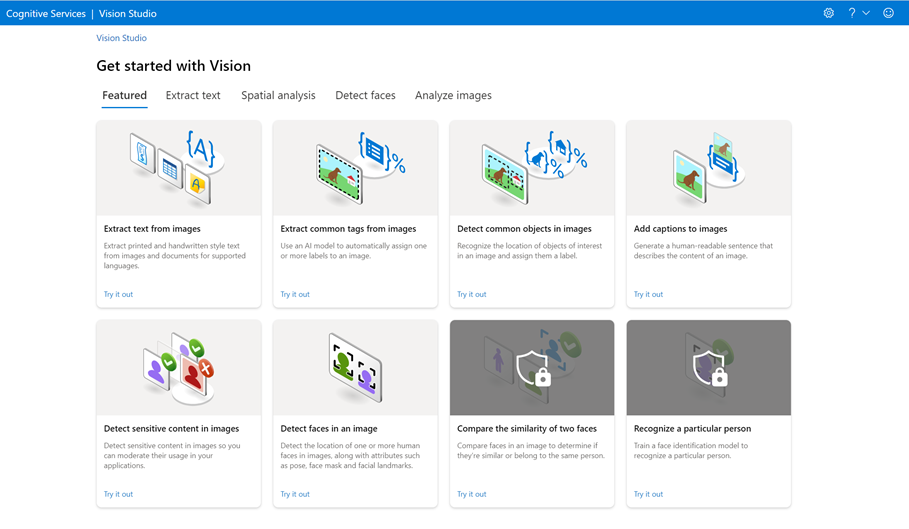 Cognitive Services | Vision Studio
Vision Studio
Get started with Vision
Featured Extract text Spatial analysis Detect faces Analyze images
Extract text from images
Extract printed and handwritten style text
from images and documents for supported
languages.
Try it out
Extract common tags from images
Use an AI model to automatically assign one
or more labels to an image.
Try it out
Detect common objects in images
Recognize the location of objects of interest
in an image and assign them a label.
Try it out
Add captions to images
Generate a human-readable sentence that
describes the content of an image.
Try it out
Detect sensitive content in images
Detect sensitive content in images so you
can moderate their usage in your
applications.
Try it out
Detect faces in an image
Detect the location of one or more human
faces in images, along with attributes such
as pose, face mask and facial landmarks.
Try it out
Compare the similarity of two faces
Compare faces in an image to determine if
they're similar or belong to the same person.
Try it out
Recognize a particular person
Train a face identification model to
recognize a particular person.
Try it out